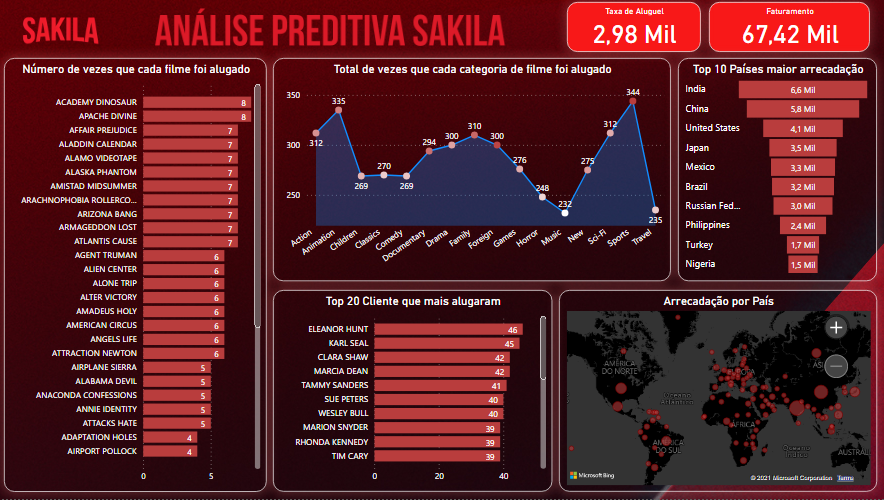 SAKILA
ANÁLISE PREDITIVA SAKILA
Taxa de Aluguel
2,98 Mil
Faturamento
67,42 Mil
Número de vezes que cada filme foi alugado
ACADEMY DINOSAUR 8
APACHE DIVINE 8
AFFAIR PREJUDICE 7
ALADDIN CALENDAR 7
ALAMO VIDEOTAPE 7
ALASKA PHANTOM 7
AMISTAD MIDSUMMER 7
ARACHNOPHOBIA ROLLERCO... 7
ARIZONA BANG 7
ARMAGEDDON LOST 7
ATLANTIS CAUSE 7
AGENT TRUMAN 6
ALIEN CENTER 6
ALONE TRIP 6
ALTER VICTORY 6
AMADEUS HOLY 6
AMERICAN CIRCUS 6
ANGELS LIFE 6
ATTRACTION NEWTON 6
AIRPLANE SIERRA 5
ALABAMA DEVIL 5
ANACONDA CONFESSIONS 5
ANNIE IDENTITY 5
ATTACKS HATE 5
ADAPTATION HOLES 4
AIRPORT POLLOCK 4
0 5
Total de vezes que cada categoria de filme foi alugado
350
300
250
312 335 269 270 269 294 300 310 300 276 248 232 275 312 344 235
Action Animation Children Classics Comedy Documentary Drama Family Foreign Games Horror Music New Sci-Fi Sports Travel
Top 10 Países maior arrecadação
India 6,6 Mil
China 5,8 Mil
United States 4,1 Mil
Japan 3,5 Mil
Mexico 3,3 Mil
Brazil 3,2 Mil
Russian Fed... 3,0 Mil
Philippines 2,4 Mil
Turkey 1,7 Mil
Nigeria 1,5 Mil
Top 20 Cliente que mais alugaram
ELEANOR HUNT 46
KARL SEAL 45
CLARA SHAW 42
MARCIA DEAN 42
TAMMY SANDERS 41
SUE PETERS 40
WESLEY BULL 40
MARION SNYDER 39
RHONDA KENNEDY 39
TIM CARY 39
0 20 40
Arrecadação por País
+
AMÉRICA
DO NORTE
Oceano
Atlântico
ÁFRICA
AMÉRICA
DO SUL
Oceano
Índico
Microsoft Bing
© 2021 Microsoft Corporation Terms